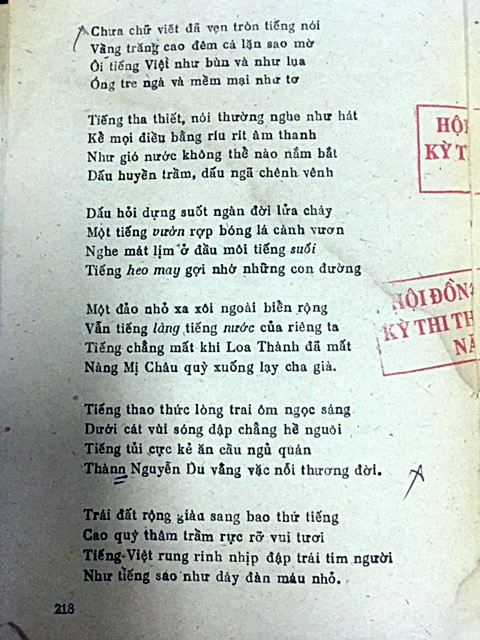 Chưa chữ viết đã vẹn tròn tiếng nói
Vầng trăng cao đêm cá lặn sao mờ
Ôi tiếng Việt như bùn và như lụa
Óng tre ngà và mềm mại như tơ
Tiếng tha thiết, nói thường nghe như hát
Kể mọi điều bằng ríu rít âm thanh
Như gió nước không thể nào nắm bắt
Dấu huyền trầm, dấu ngã chênh vênh
Dấu hỏi dựng suốt ngàn đời lửa cháy
Một tiếng vườn rợp bóng lá cành vươn
Nghe mát lịm ở đầu môi tiếng suối
Tiếng heo may gợi nhớ những con đường
Một đảo nhỏ xa xôi ngoài biển rộng
Vẫn tiếng làng tiếng nước của riêng ta
Tiếng chẳng mất khi Loa Thành đã mất
Nàng Mị Châu quỳ xuống lạy cha già.
Tiếng thao thức lòng trai ôm ngọc sáng
Dưới cát vùi sóng dập chẳng hề nguôi
Tiếng tủi cực kẻ ăn cầu ngủ quán
Thànn Nguyễn Du vằng vặc nỗi thương đời.
Trái đất rộng giàu sang bao thứ tiếng
Cao quý thâm trầm rực rỡ vui tươi
Tiếng Việt rung rinh nhịp đập trái tim người
Như tiếng sáo như dây đàn máu nhỏ.
218
HỘI
KỲ T
HỘI ĐỒN
KỲ THI TH
NĂ